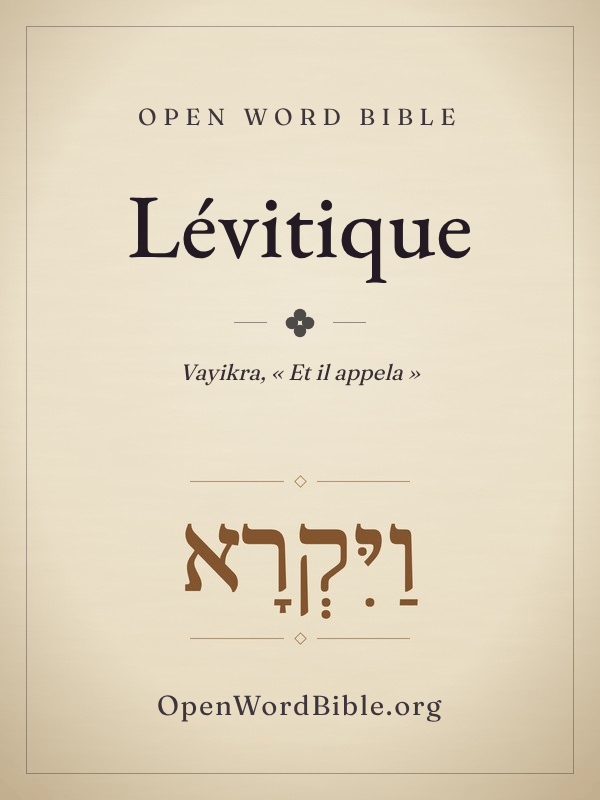 OPEN WORD BIBLE
Lévitique
Vayikra, « Et il appela »
וַיִּקְרָא
OpenWordBible.org